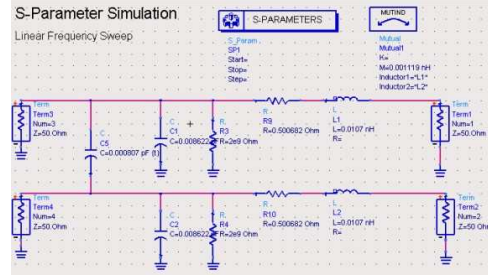 S-Parameter Simulation
Linear Frequency Sweep
S-PARAMETERS
S_Param
SP1
Start=
Stop=
Step=
MUTIND
Mutual
Mutual1
K=
M=0.001119 nH
Inductor1="L1"
Inductor2="L2"
Term
Term3
Num=3
Z=50 Ohm
C
C5
C=0.000807 pF (t)
C
C1
C=0.008622
R
R3
R=2e9 Ohm
R
R9
R=0.500682 Ohm
L
L1
L=0.0107 nH
R=
Term
Term1
Num=1
Z=50 Ohm
Term
Term4
Num=4
Z=50 Ohm
C
C2
C=0.008622
R
R4
R=2e9 Ohm
R
R10
R=0.500682 Ohm
L
L2
L=0.0107 nH
R=
Term
Term2
Num=2
Z=50 Ohm